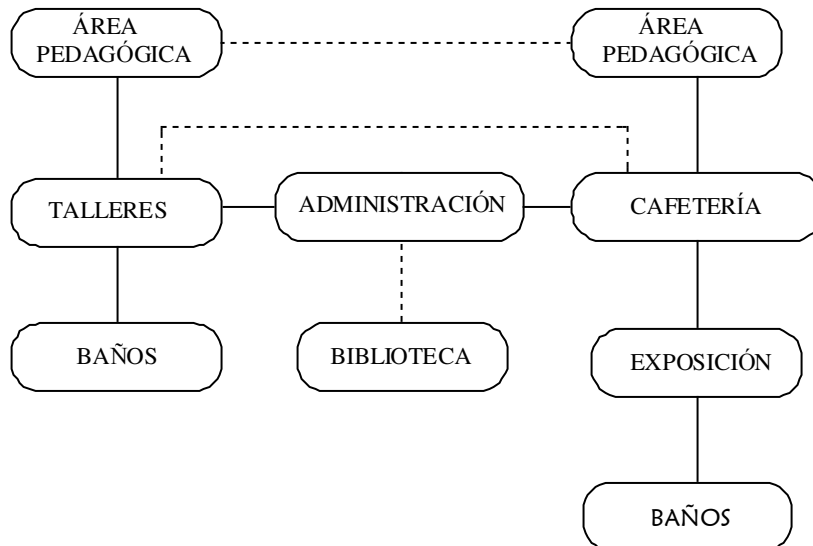 ÁREA
PEDAGÓGICA
ÁREA
PEDAGÓGICA
TALLERES
ADMINISTRACIÓN
CAFETERÍA
BAÑOS
BIBLIOTECA
EXPOSICIÓN
BAÑOS